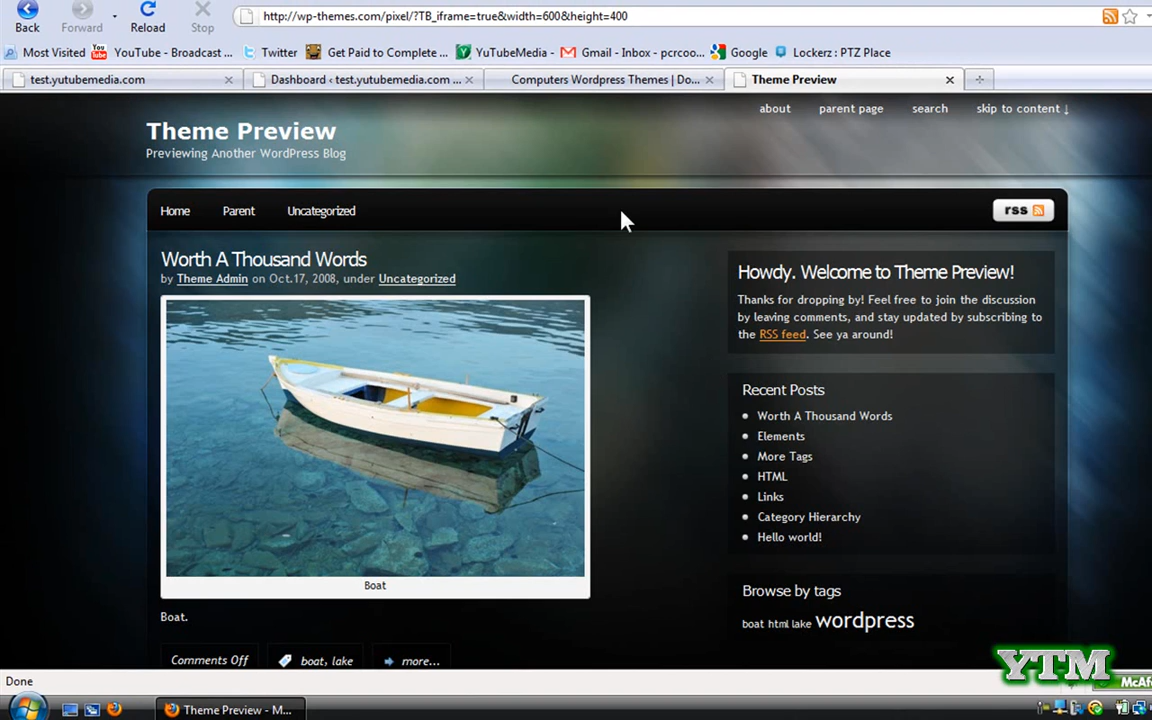 http://wp-themes.com/pixel/?TB_iframe=true&width=600&height=400
Back
Forward
Reload
Stop
Most Visited
YouTube - Broadcast ...
Twitter
Get Paid to Complete ...
YuTubeMedia -
Gmail - Inbox - pcrcoo...
Google
Lockerz : PTZ Place
test.yutubemedia.com
Dashboard ‹ test.yutubemedia.com ...
Computers Wordpress Themes | Do...
Theme Preview
about
parent page
search
skip to content ↓
Theme Preview
Previewing Another WordPress Blog
Home
Parent
Uncategorized
rss
Worth A Thousand Words
by Theme Admin on Oct.17, 2008, under Uncategorized
Boat
Boat.
Comments Off
boat, lake
more...
Howdy. Welcome to Theme Preview!
Thanks for dropping by! Feel free to join the discussion
by leaving comments, and stay updated by subscribing to
the RSS feed. See ya around!
Recent Posts
Worth A Thousand Words
Elements
More Tags
HTML
Links
Category Hierarchy
Hello world!
Browse by tags
boat html lake wordpress
YTM
Done
McAf
Theme Preview - M...